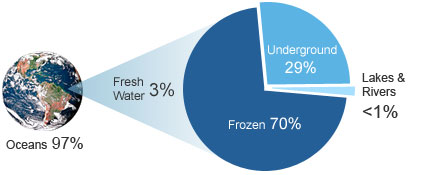 Oceans 97%
Fresh
Water 3%
Underground
29%
Frozen 70%
Lakes &
Rivers
<1%